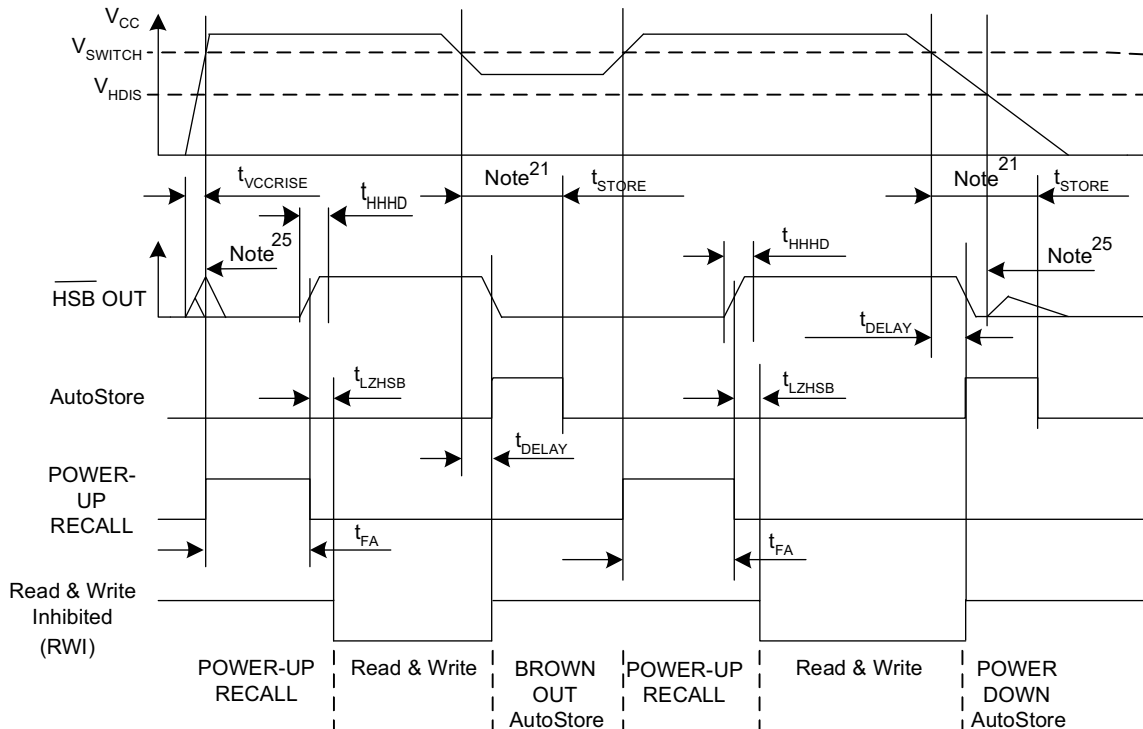 VCC
VSWITCH
VHDIS
tVCCRISE
Note21
tSTORE
Note21
tSTORE
tHHHD
Note25
tHHHD
Note25
HSB OUT
tDELAY
tLZHSB
tLZHSB
AutoStore
tDELAY
POWER-
UP
RECALL
tFA
tFA
Read & Write
Inhibited
(RWI)
POWER-UP
RECALL
Read & Write
BROWN
OUT
AutoStore
POWER-UP
RECALL
Read & Write
POWER
DOWN
AutoStore